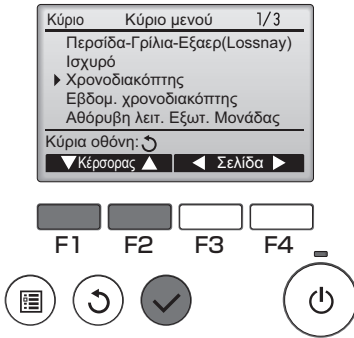 Κύριο Κύριο μενού 1/3
Περσίδα-Γρίλια-Εξαερ(Lossnay)
Ισχυρό
Χρονοδιακόπτης
Εβδομ. χρονοδιακόπτης
Αθόρυβη λειτ. Εξωτ. Μονάδας
Κύρια οθόνη:
Κέρσορας Σελίδα
F1 F2 F3 F4